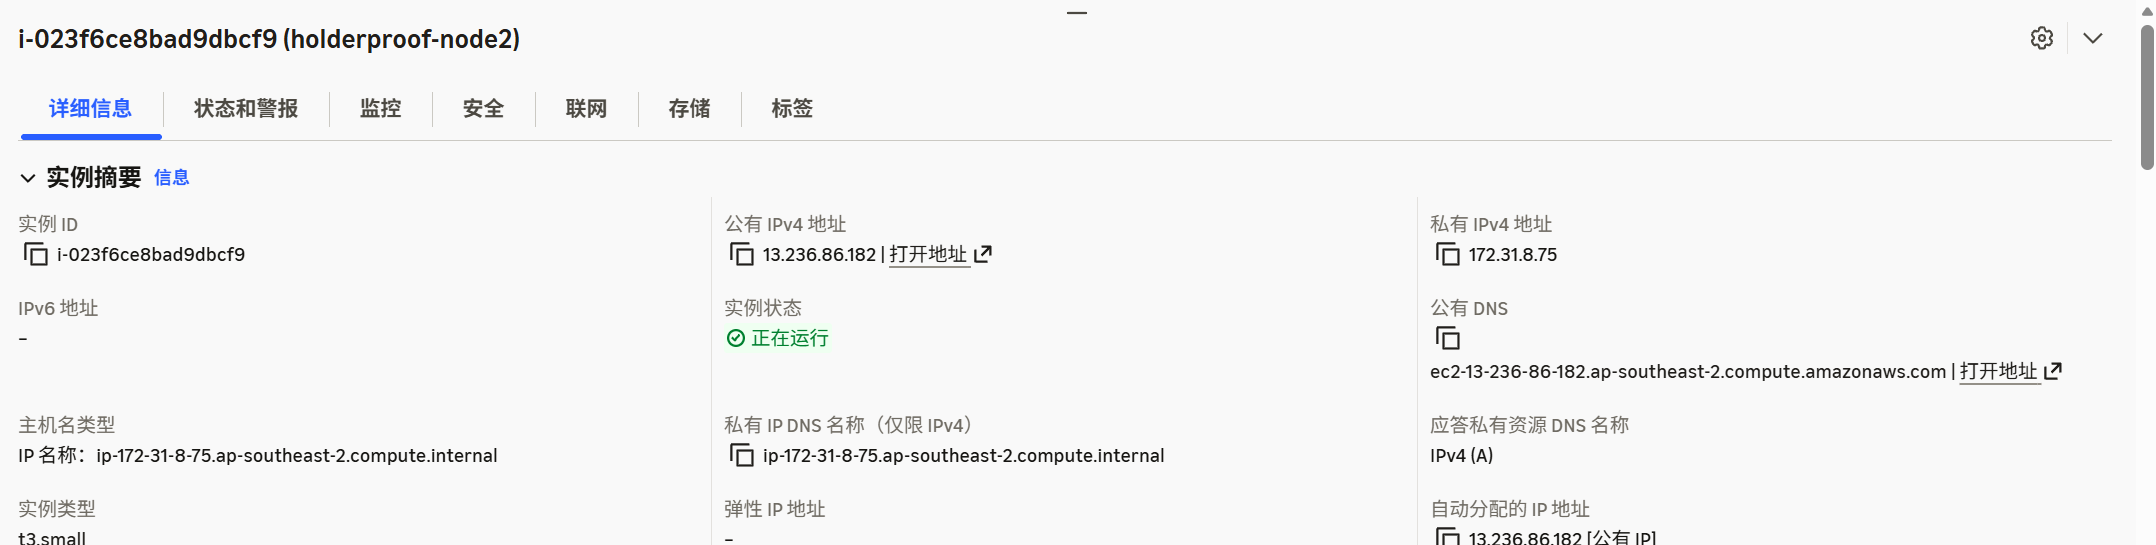 i-023f6ce8bad9dbcf9 (holderproof-node2)
详细信息 状态和警报 监控 安全 联网 存储 标签
实例摘要 信息
实例 ID
i-023f6ce8bad9dbcf9
公有 IPv4 地址
13.236.86.182 | 打开地址
私有 IPv4 地址
172.31.8.75
IPv6 地址
–
实例状态
正在运行
公有 DNS
ec2-13-236-86-182.ap-southeast-2.compute.amazonaws.com | 打开地址
主机名类型
IP 名称：ip-172-31-8-75.ap-southeast-2.compute.internal
私有 IP DNS 名称（仅限 IPv4）
ip-172-31-8-75.ap-southeast-2.compute.internal
应答私有资源 DNS 名称
IPv4 (A)
实例类型
t3.small
弹性 IP 地址
–
自动分配的 IP 地址
13.236.86.182 [公有 IP]